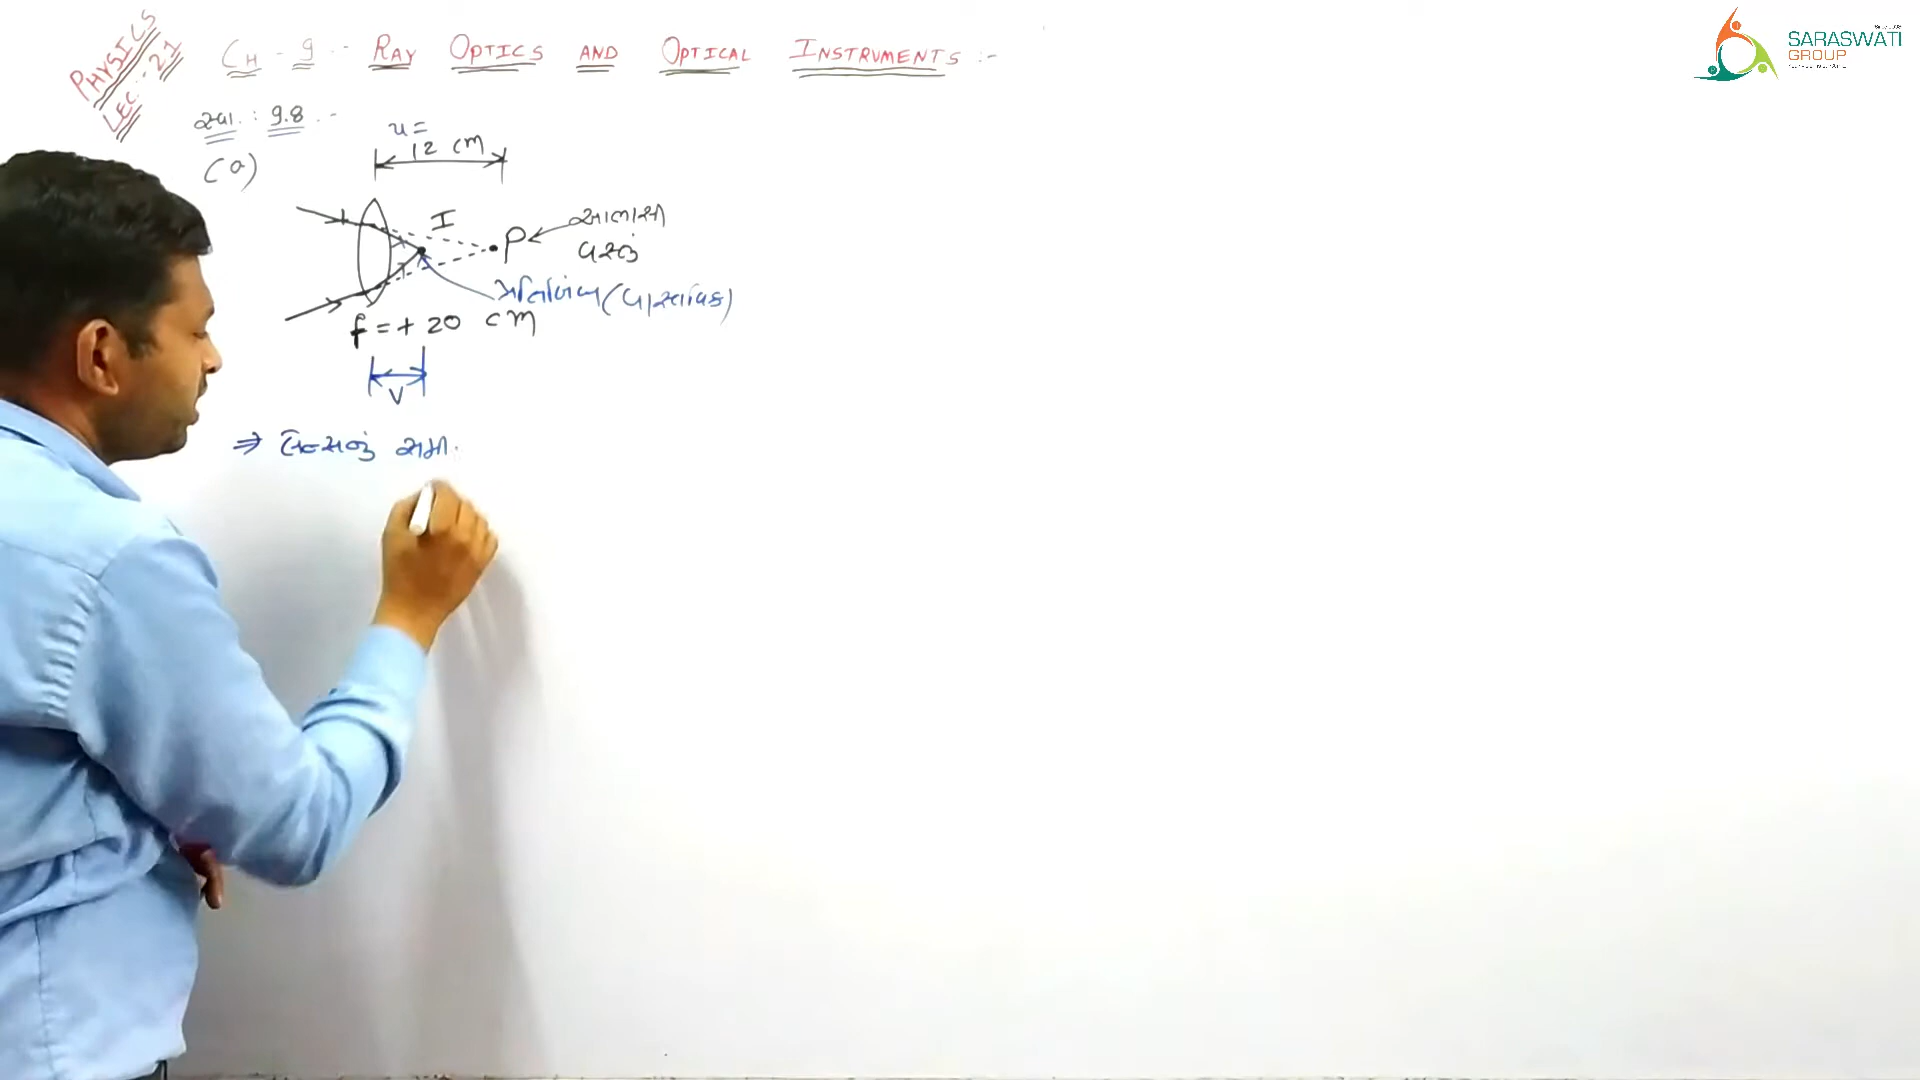 PHYSICS
LEC:- 21
CH - 9 :- RAY OPTICS AND OPTICAL INSTRUMENTS :-
SARASWATI
GROUP
સ્વા. : 9.8 :-
(a)
u =
12 cm
I
P
આભાસી
વસ્તુ
પ્રતિબિંબ (વાસ્તવિક)
f = + 20 cm
V
⇒ લેન્સનું સમી.